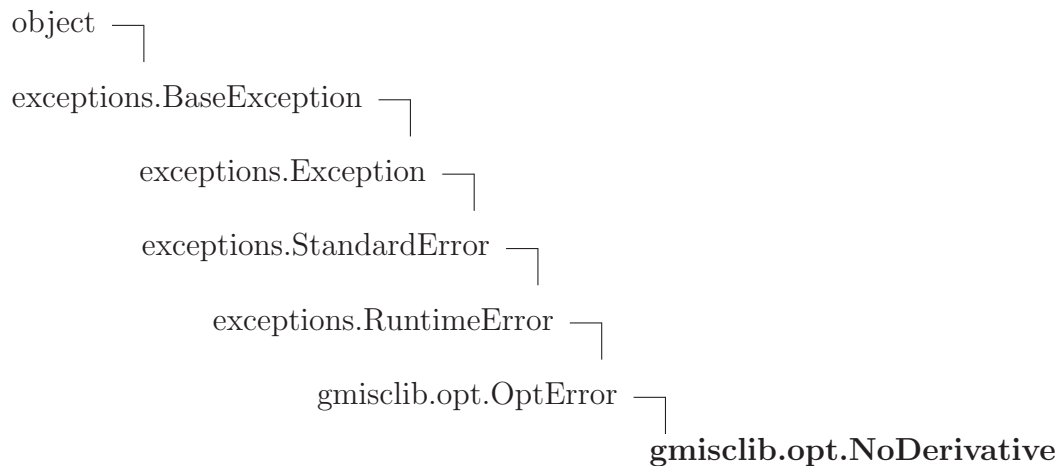 object
exceptions.BaseException
exceptions.Exception
exceptions.StandardError
exceptions.RuntimeError
gmisclib.opt.OptError
gmisclib.opt.NoDerivative